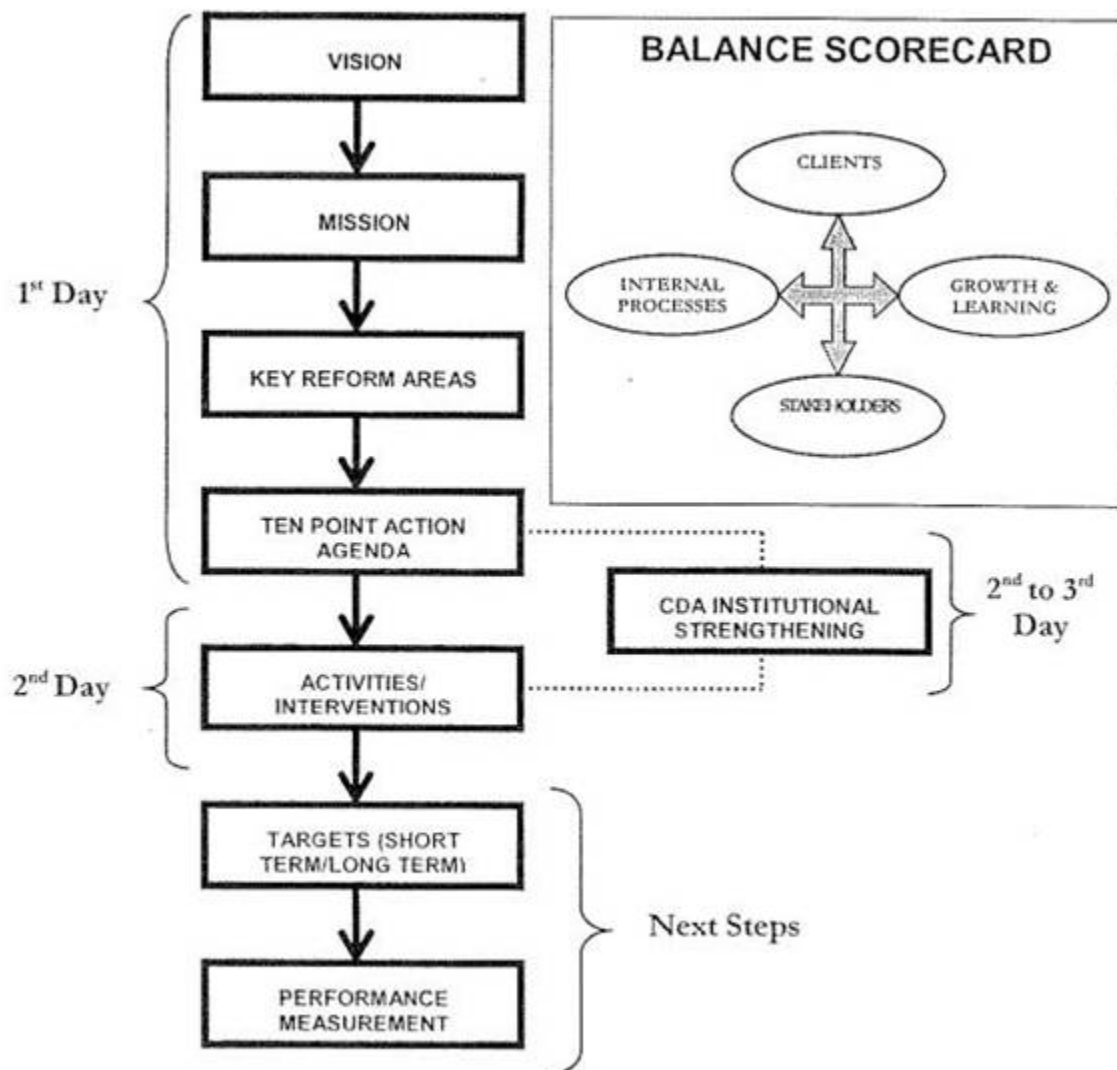 VISION
MISSION
1st Day
KEY REFORM AREAS
TEN POINT ACTION
AGENDA
BALANCE SCORECARD
CLIENTS
INTERNAL
PROCESSES
GROWTH &
LEARNING
STAKEHOLDERS
CDA INSTITUTIONAL
STRENGTHENING
2nd to 3rd
Day
2nd Day
ACTIVITIES/
INTERVENTIONS
TARGETS (SHORT
TERM/LONG TERM)
Next Steps
PERFORMANCE
MEASUREMENT